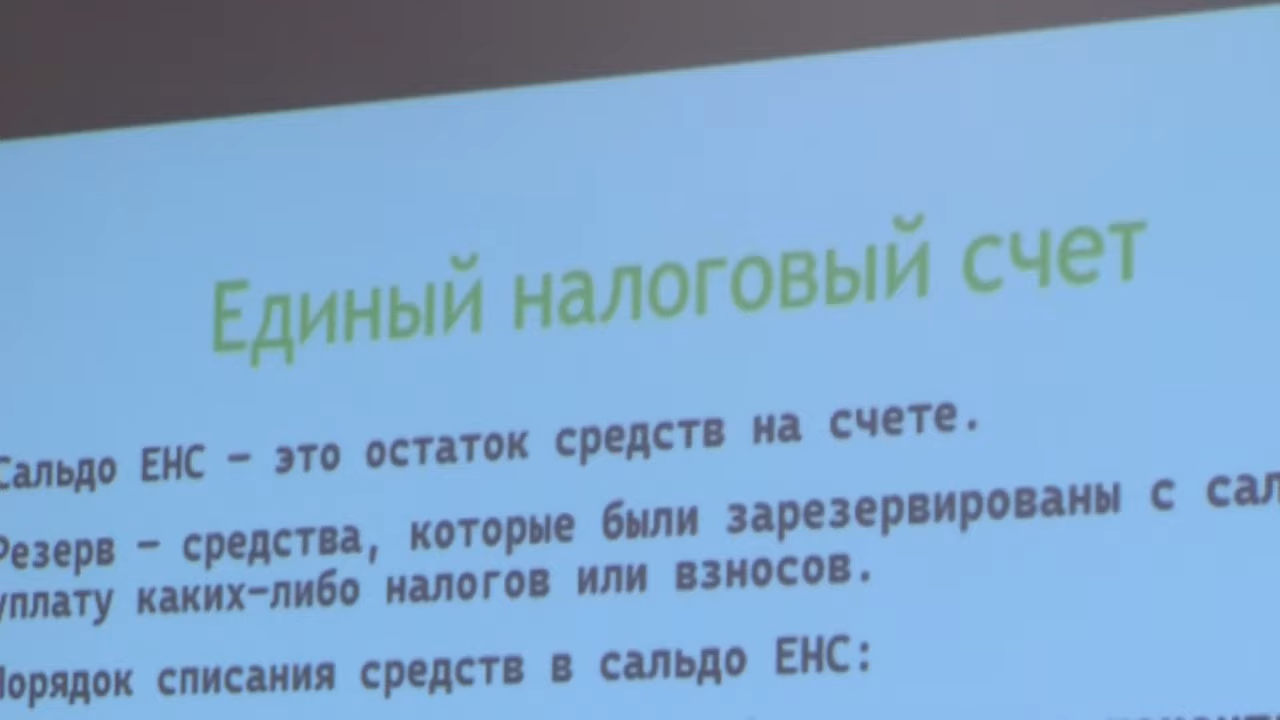 Единый налоговый счет
Сальдо ЕНС – это остаток средств на счете.
Резерв – средства, которые были зарезервированы с
уплату каких-либо налогов или взносов.
Порядок списания средств в сальдо ЕНС: